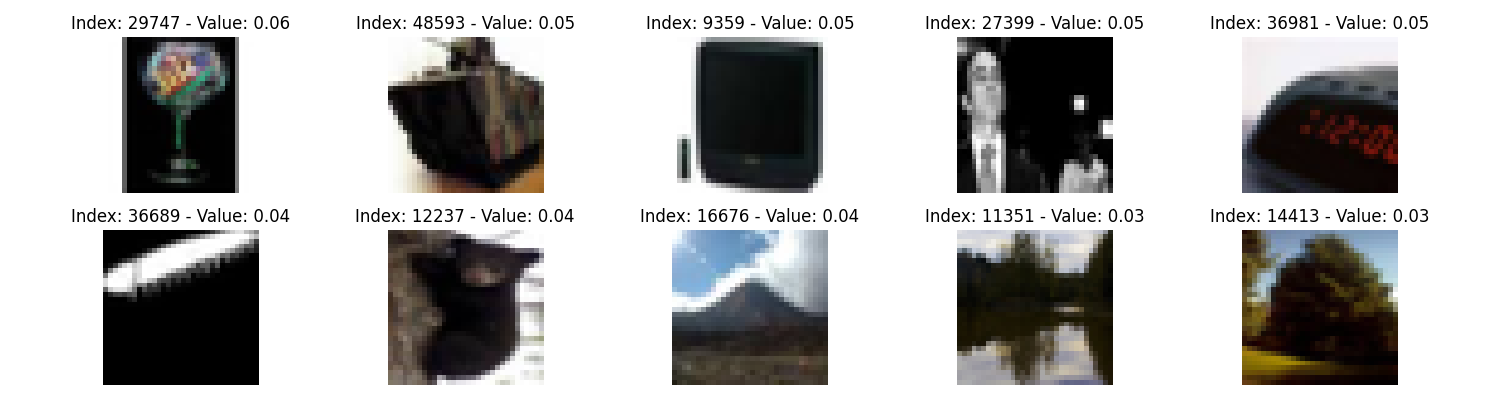 Index: 29747 - Value: 0.06
Index: 48593 - Value: 0.05
Index: 9359 - Value: 0.05
Index: 27399 - Value: 0.05
Index: 36981 - Value: 0.05
12:00
Index: 36689 - Value: 0.04
Index: 12237 - Value: 0.04
Index: 16676 - Value: 0.04
Index: 11351 - Value: 0.03
Index: 14413 - Value: 0.03